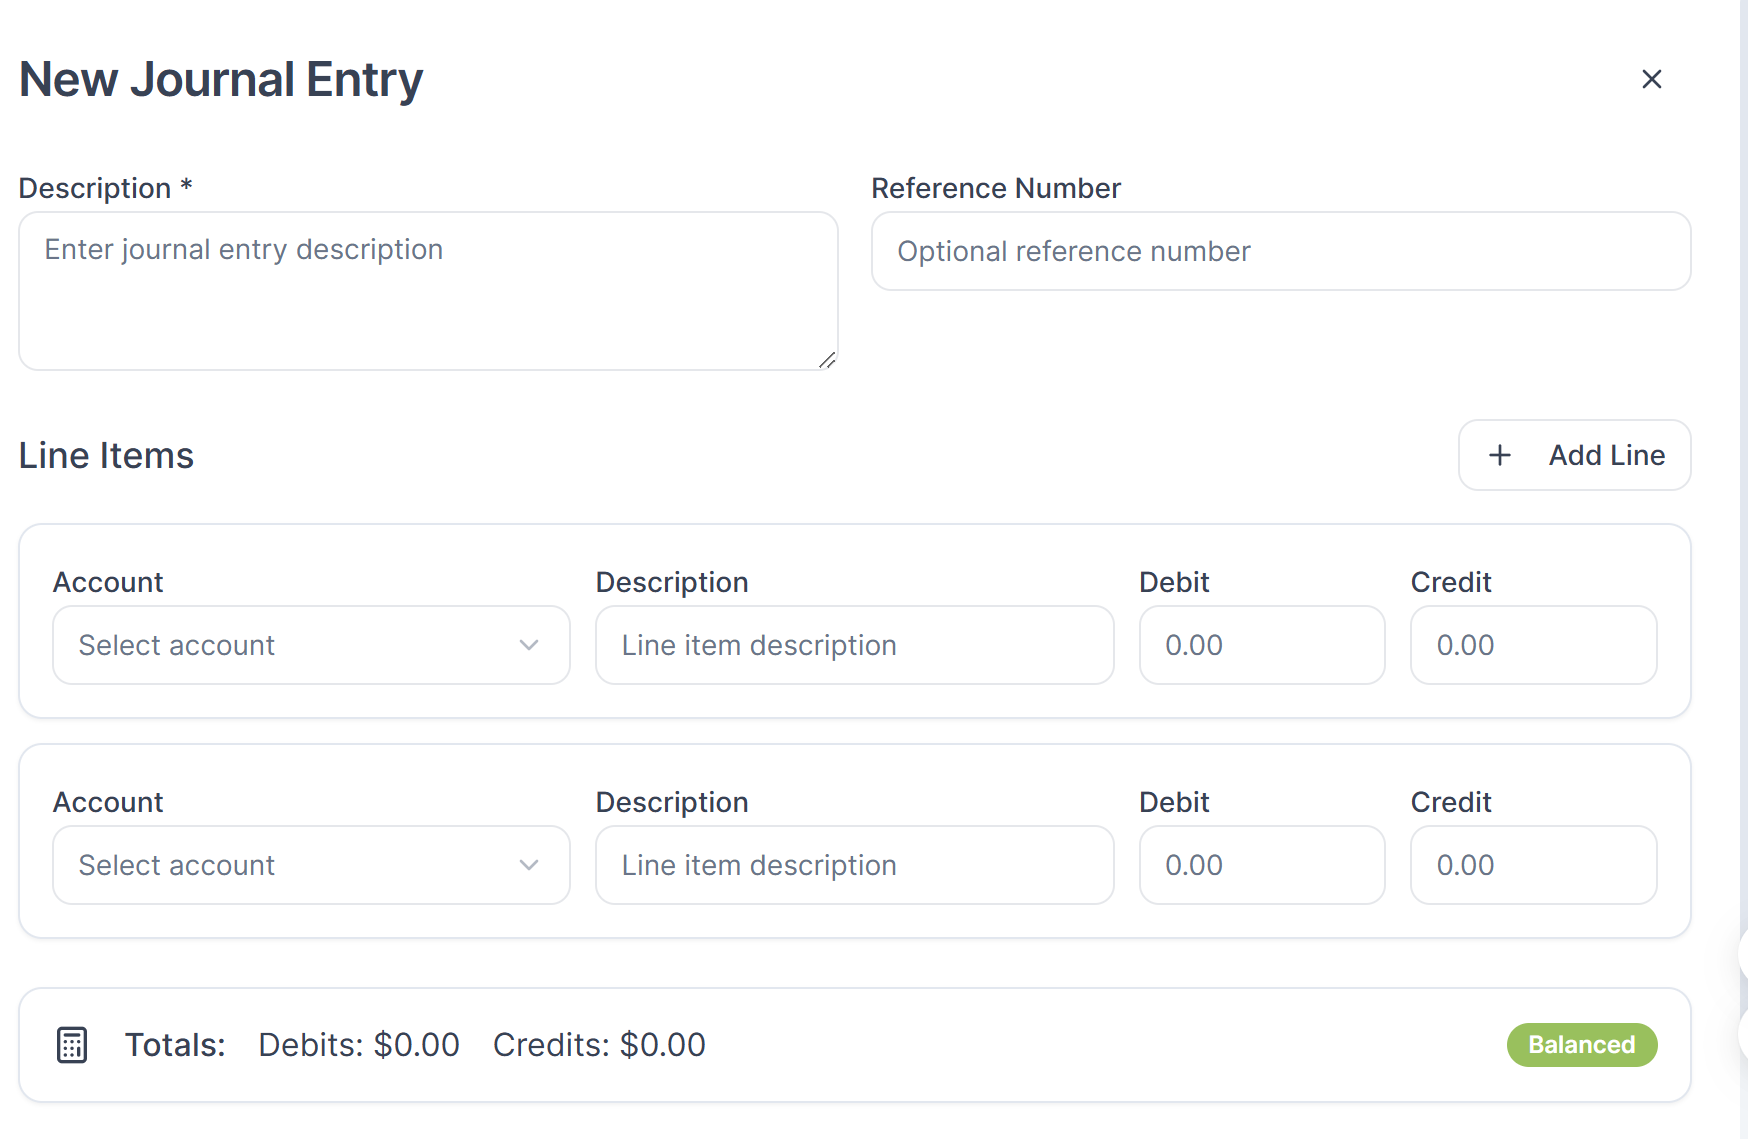 New Journal Entry
Description * Reference Number
Enter journal entry description Optional reference number
Line Items Add Line
Account Description Debit Credit
Select account Line item description 0.00 0.00
Account Description Debit Credit
Select account Line item description 0.00 0.00
Totals: Debits: $0.00 Credits: $0.00 Balanced